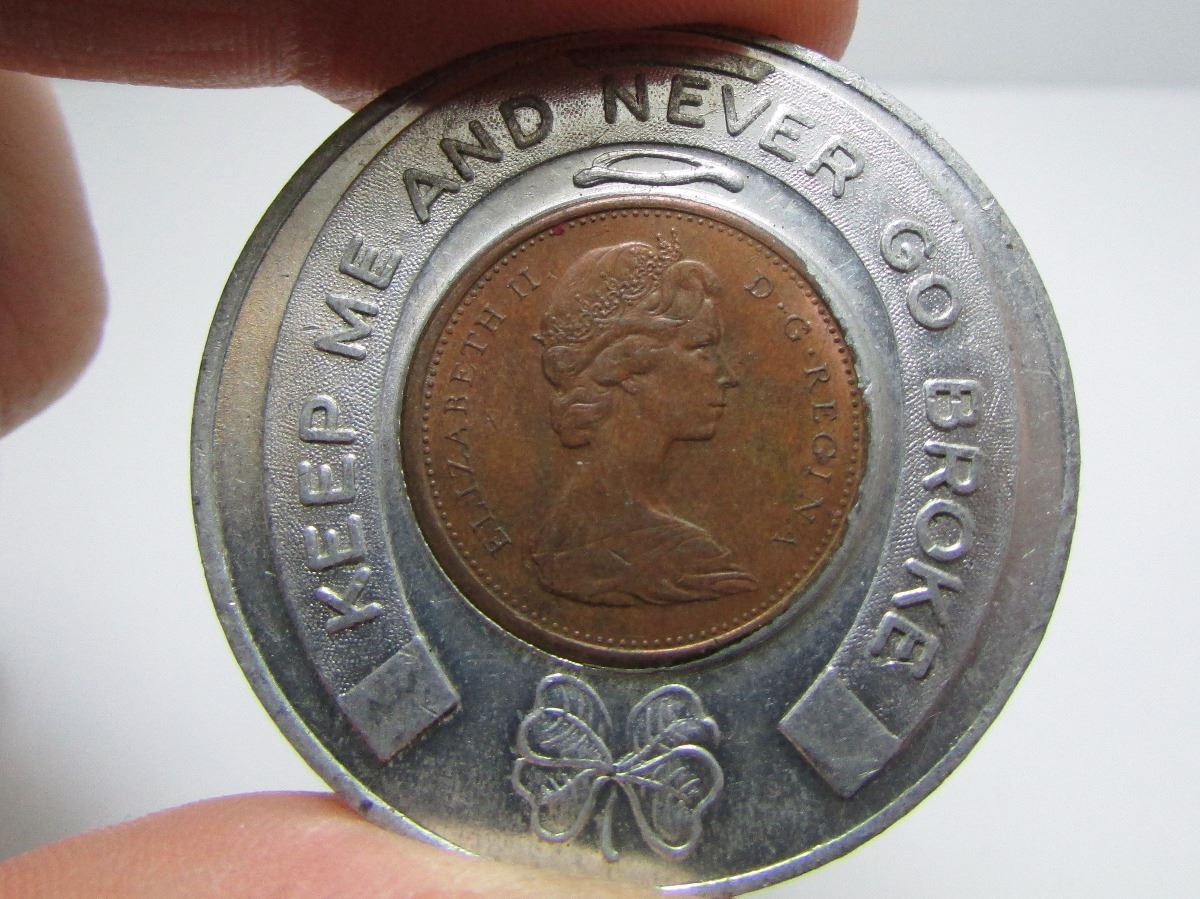 KEEP ME AND NEVER GO BROKE
ELIZABETH II D·G·REGINA